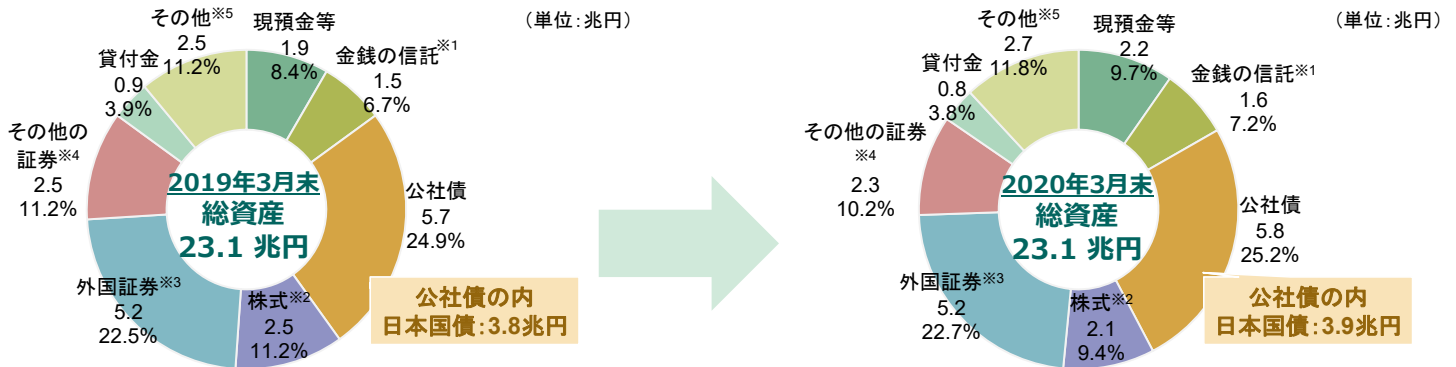 (単位:兆円)
その他※5
2.5
11.2%
現預金等
1.9
8.4%
金銭の信託※1
1.5
6.7%
公社債
5.7
24.9%
公社債の内
日本国債:3.8兆円
株式※2
2.5
11.2%
外国証券※3
5.2
22.5%
その他の
証券※4
2.5
11.2%
貸付金
0.9
3.9%
2019年3月末
総資産
23.1 兆円
(単位:兆円)
その他※5
2.7
11.8%
現預金等
2.2
9.7%
金銭の信託※1
1.6
7.2%
公社債
5.8
25.2%
公社債の内
日本国債:3.9兆円
株式※2
2.1
9.4%
外国証券※3
5.2
22.7%
その他の証券
※4
2.3
10.2%
貸付金
0.8
3.8%
2020年3月末
総資産
23.1 兆円